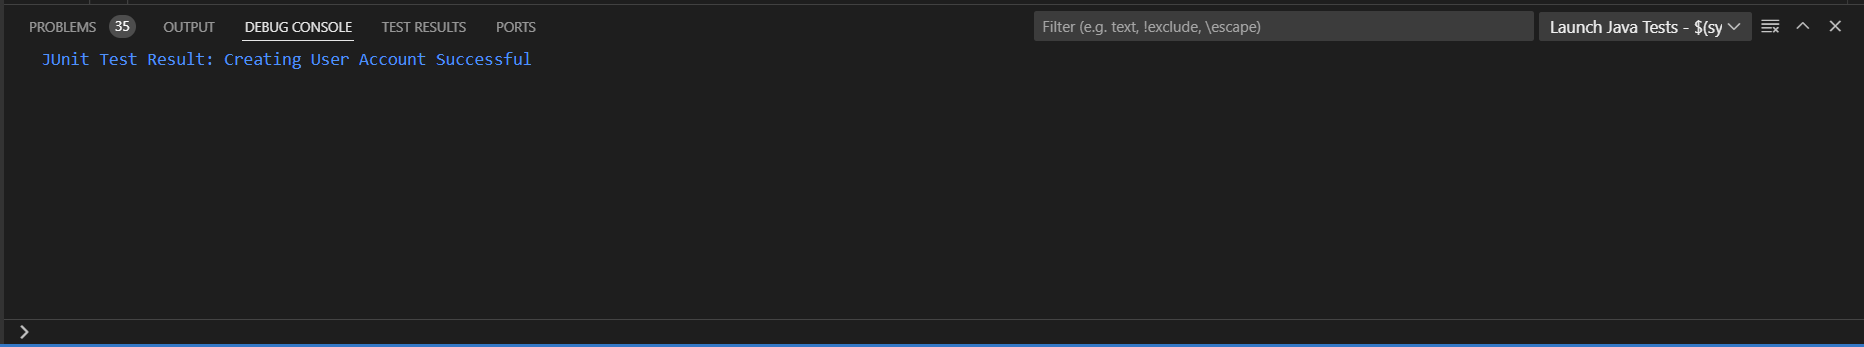 PROBLEMS 35 OUTPUT DEBUG CONSOLE TEST RESULTS PORTS Filter (e.g. text, !exclude, \escape) Launch Java Tests - $(sy
JUnit Test Result: Creating User Account Successful